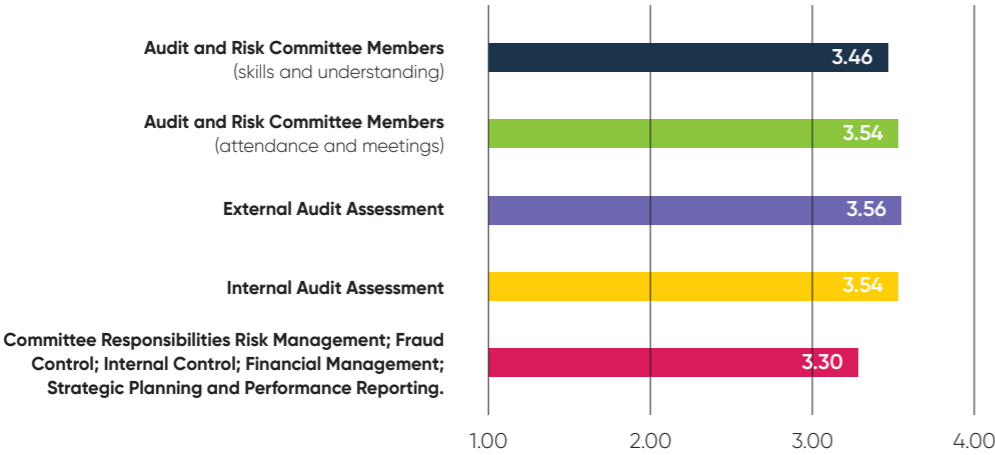 Audit and Risk Committee Members
(skills and understanding)
3.46
Audit and Risk Committee Members
(attendance and meetings)
3.54
External Audit Assessment
3.56
Internal Audit Assessment
3.54
Committee Responsibilities Risk Management; Fraud
Control; Internal Control; Financial Management;
Strategic Planning and Performance Reporting.
3.30
1.00 2.00 3.00 4.00